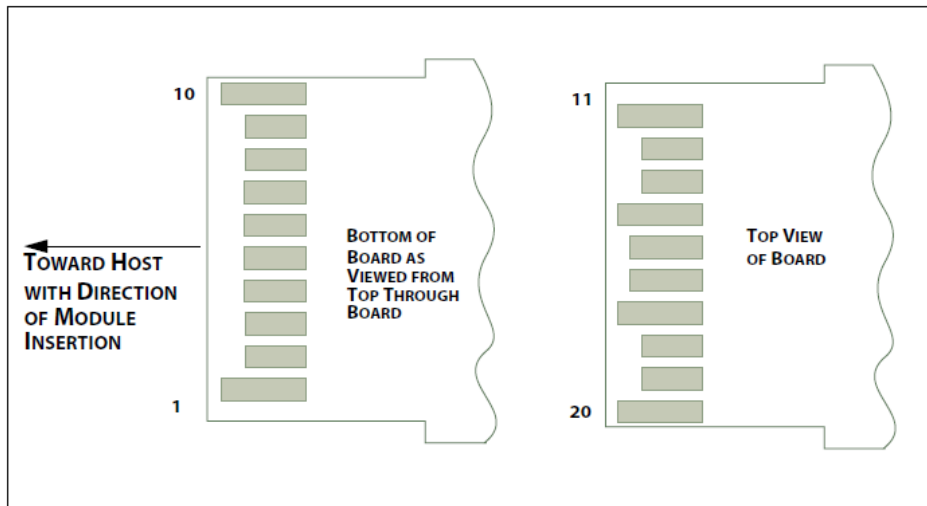 10
1
TOWARD HOST
WITH DIRECTION
OF MODULE
INSERTION
BOTTOM OF
BOARD AS
VIEWED FROM
TOP THROUGH
BOARD
11
20
TOP VIEW
OF BOARD